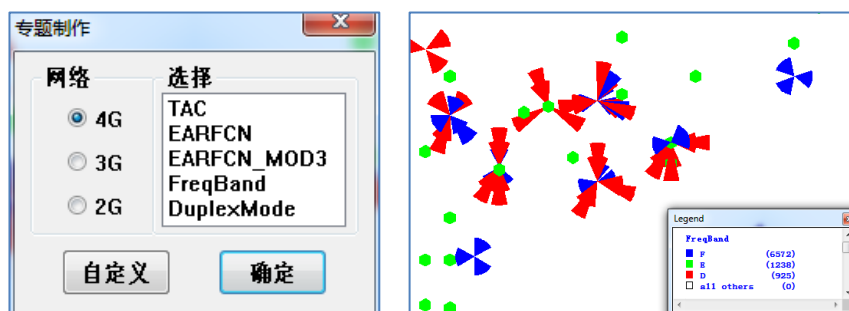 专题制作
网络
4G
3G
2G
选择
TAC
EARFCN
EARFCN_MOD3
FreqBand
DuplexMode
自定义
确定
Legend
FreqBand
F (6572)
E (1238)
D (925)
all others (0)